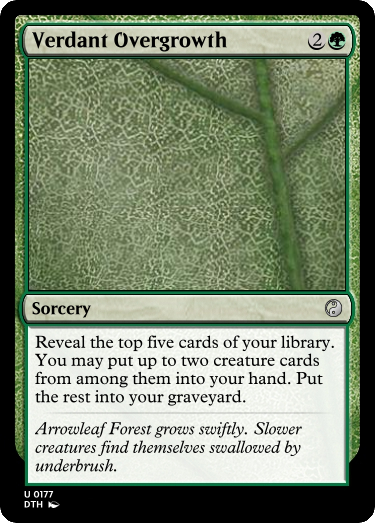 Verdant Overgrowth 2
Sorcery
Reveal the top five cards of your library.
You may put up to two creature cards
from among them into your hand. Put
the rest into your graveyard.
Arrowleaf Forest grows swiftly. Slower
creatures find themselves swallowed by
underbrush.
U 0177
DTH